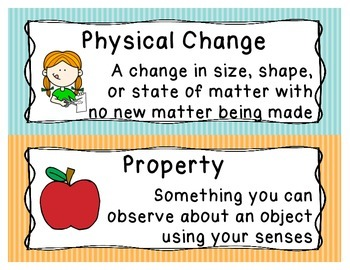 Physical Change
A change in size, shape,
or state of matter with
no new matter being made
Property
Something you can
observe about an object
using your senses